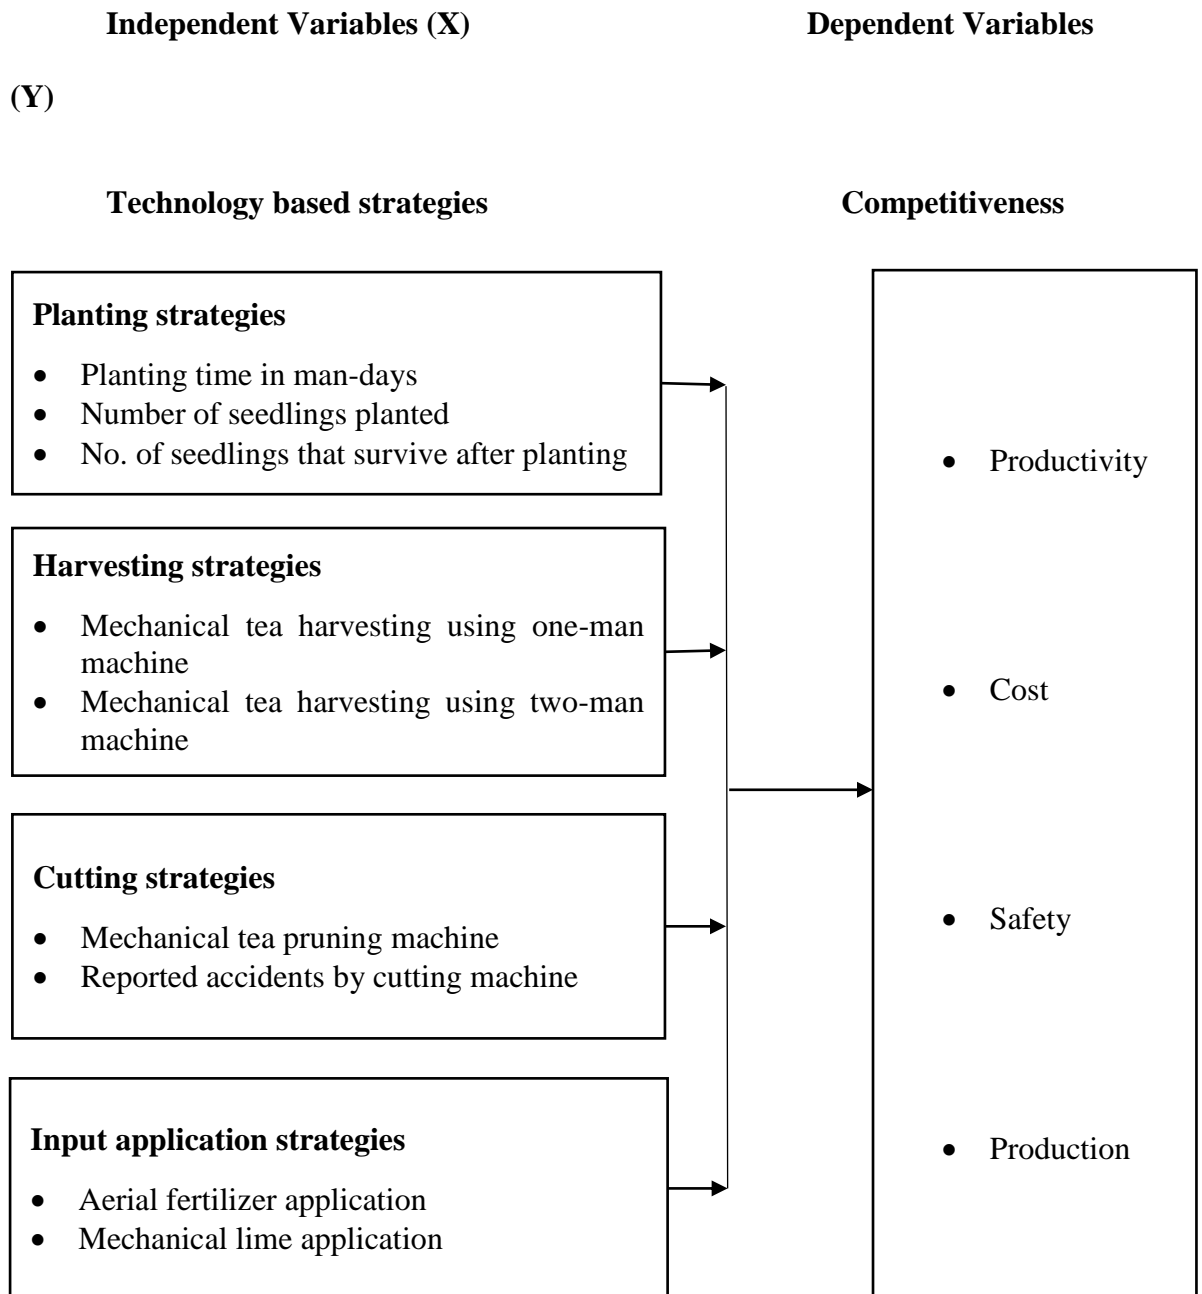 Independent Variables (X) Dependent Variables
(Y)
Technology based strategies Competitiveness
Planting strategies
• Planting time in man-days
• Number of seedlings planted
• No. of seedlings that survive after planting
Harvesting strategies
• Mechanical tea harvesting using one-man
machine
• Mechanical tea harvesting using two-man
machine
Cutting strategies
• Mechanical tea pruning machine
• Reported accidents by cutting machine
Input application strategies
• Aerial fertilizer application
• Mechanical lime application
• Productivity
• Cost
• Safety
• Production